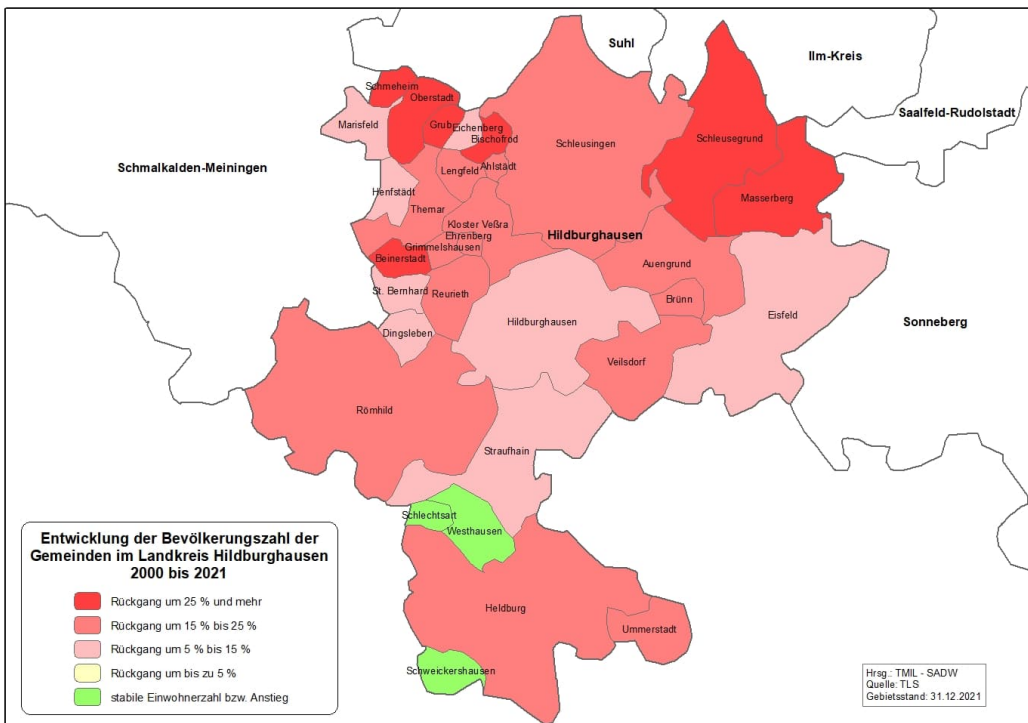 Suhl
Ilm-Kreis
Saalfeld-Rudolstadt
Schmalkalden-Meiningen
Sonneberg
Hildburghausen
Schmeheim
Oberstadt
Marisfeld
Grub
Eichenberg
Bischofrod
Schleusingen
Schleusegrund
Lengfeld
Ahlstädt
Henfstädt
Masserberg
Themar
Kloster Veßra
Ehrenberg
Grimmelshausen
Beinerstadt
Auengrund
St. Bernhard
Reurieth
Brünn
Hildburghausen
Eisfeld
Dingsleben
Veilsdorf
Römhild
Straufhain
Schlechtsart
Westhausen
Heldburg
Ummerstadt
Schweickershausen
Entwicklung der Bevölkerungszahl der
Gemeinden im Landkreis Hildburghausen
2000 bis 2021
Rückgang um 25 % und mehr
Rückgang um 15 % bis 25 %
Rückgang um 5 % bis 15 %
Rückgang um bis zu 5 %
stabile Einwohnerzahl bzw. Anstieg
Hrsg.: TMIL - SADW
Quelle: TLS
Gebietsstand: 31.12.2021